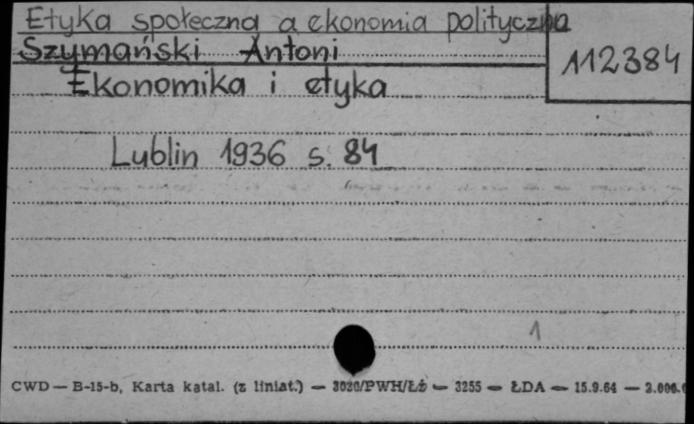 Etyka społeczna a ekonomia polityczna
Szymański Antoni
112384
Ekonomika i etyka
Lublin 1936 s. 84
1
CWD — B-15-b, Karta katal. (z liniat.) — 3020/PWH/ŁŻ — 3255 — ŁDA — 15.9.64 — 2.000.0